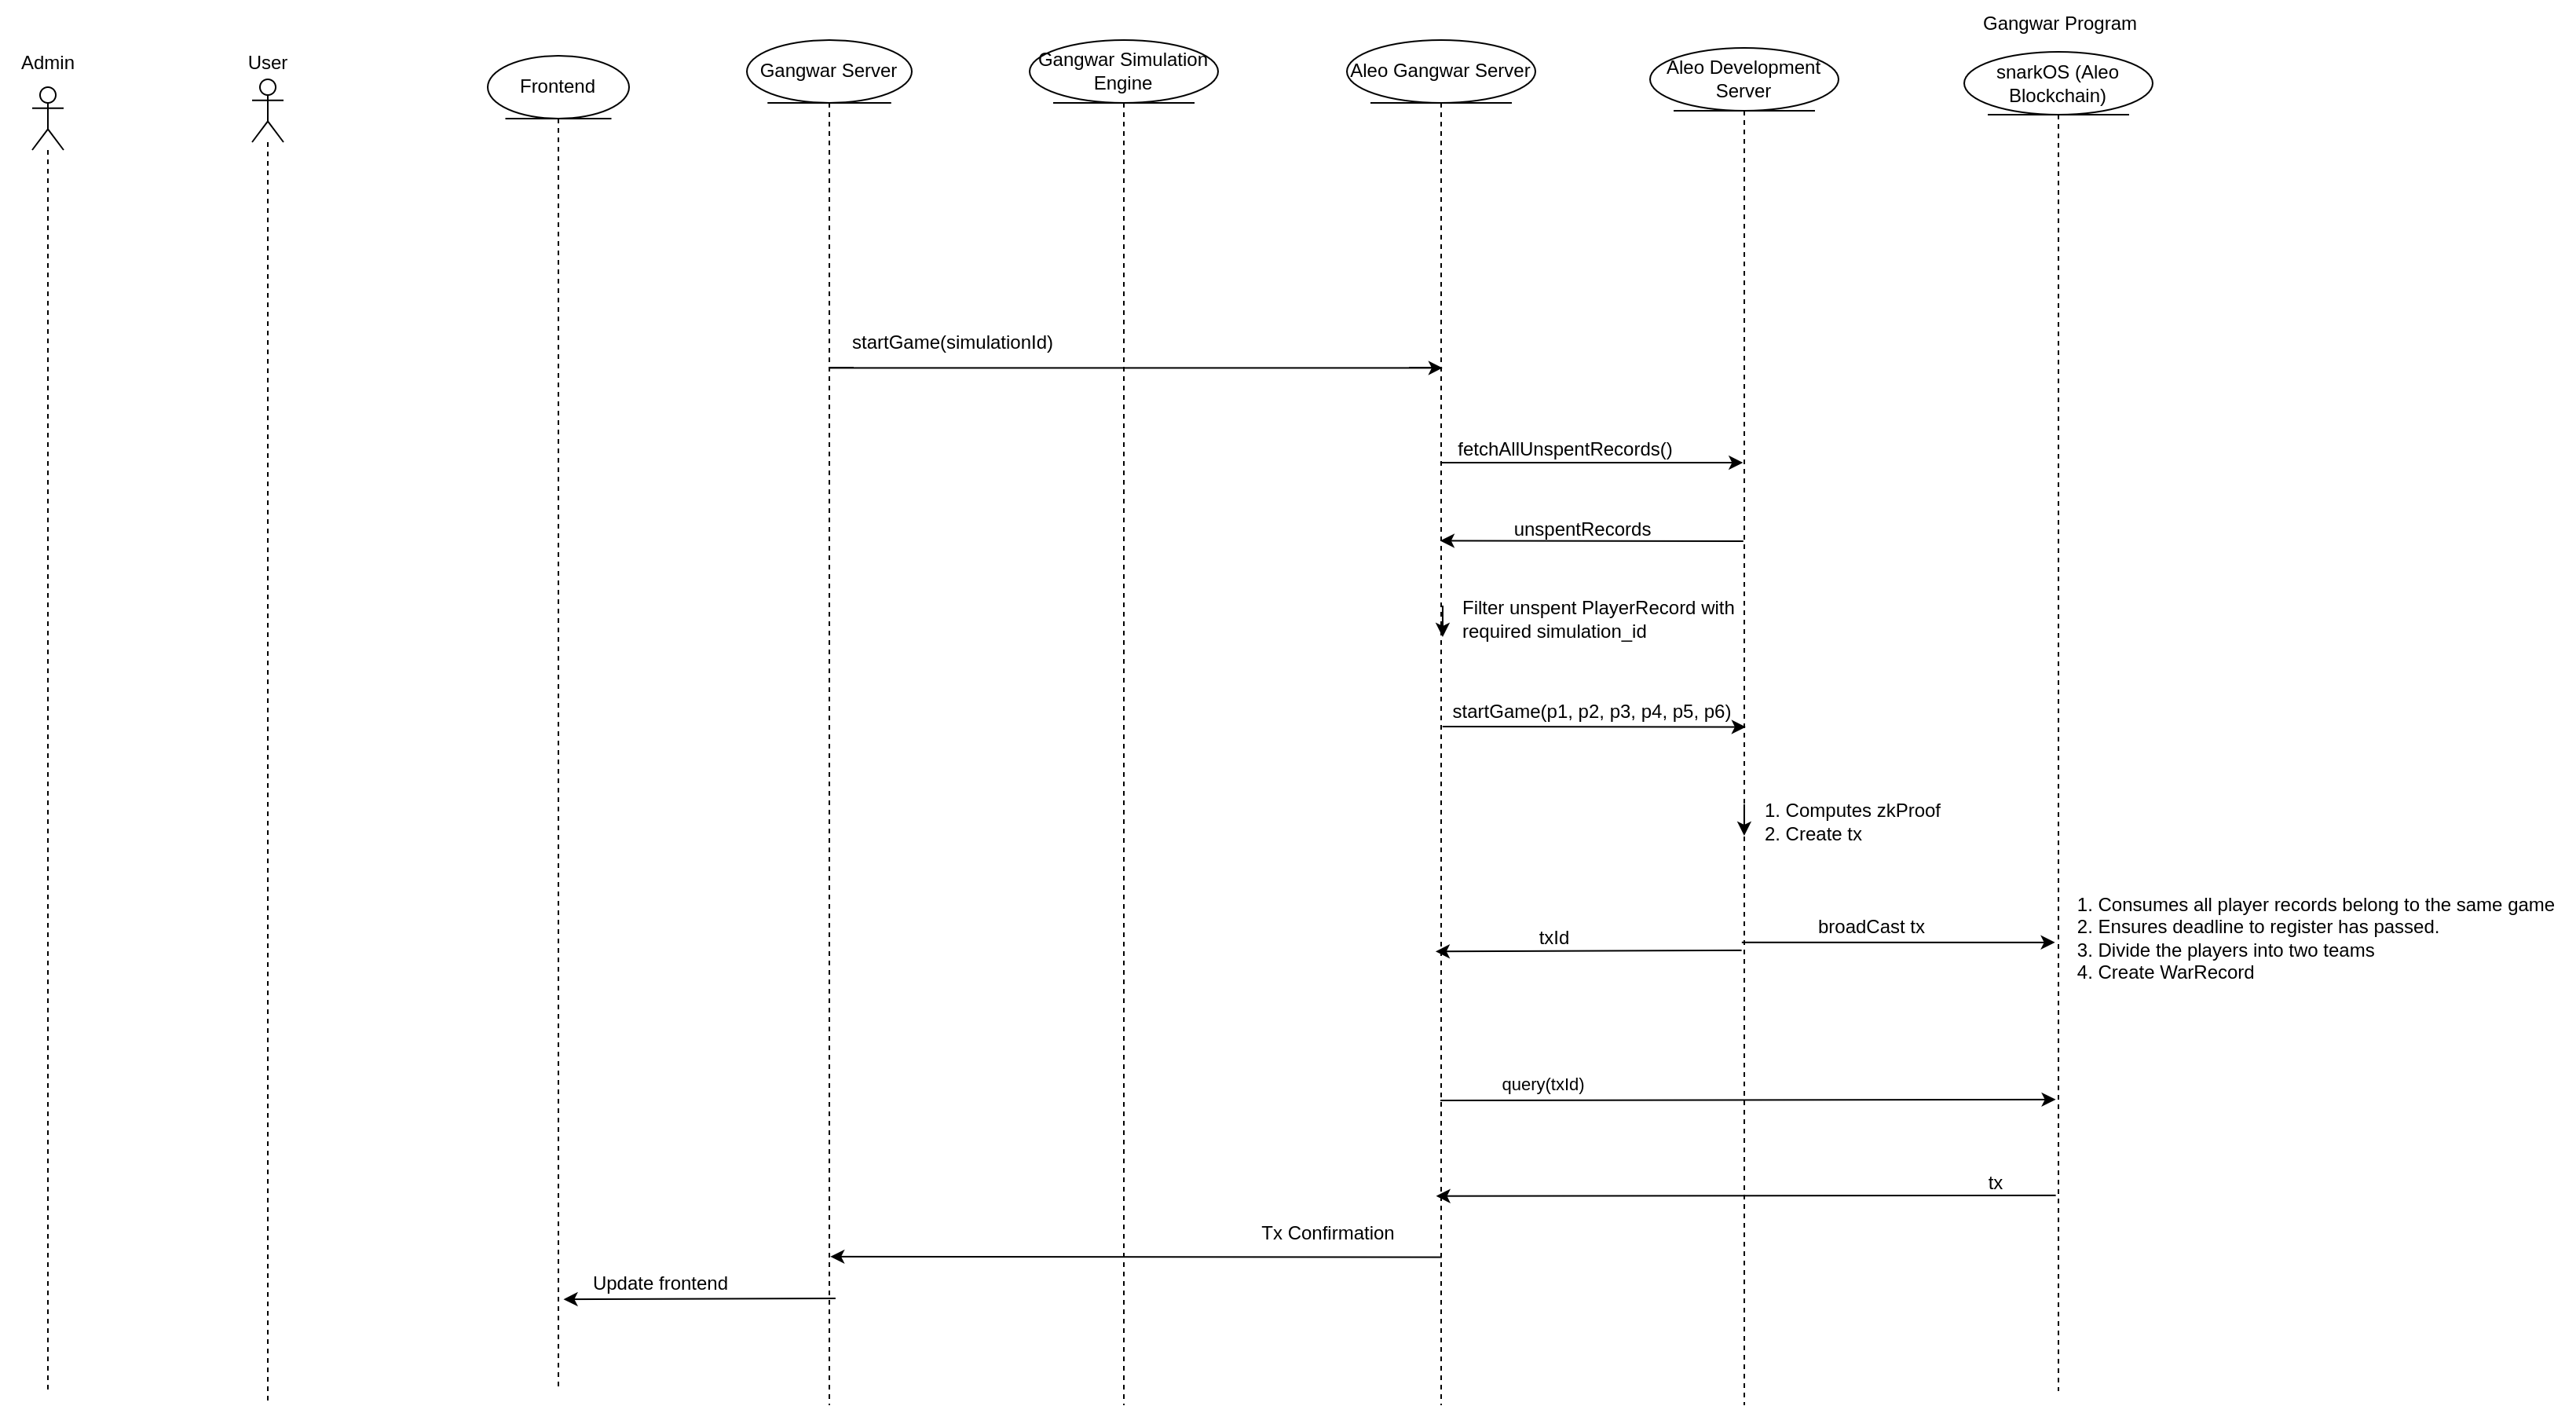 Gangwar Program
Admin
User
Frontend
Gangwar Server
Gangwar Simulation
Engine
Aleo Gangwar Server
Aleo Development
Server
snarkOS (Aleo
Blockchain)
startGame(simulationId)
fetchAllUnspentRecords()
unspentRecords
Filter unspent PlayerRecord with
required simulation_id
startGame(p1, p2, p3, p4, p5, p6)
1. Computes zkProof
2. Create tx
txId
broadCast tx
1. Consumes all player records belong to the same game
2. Ensures deadline to register has passed.
3. Divide the players into two teams
4. Create WarRecord
query(txId)
tx
Tx Confirmation
Update frontend